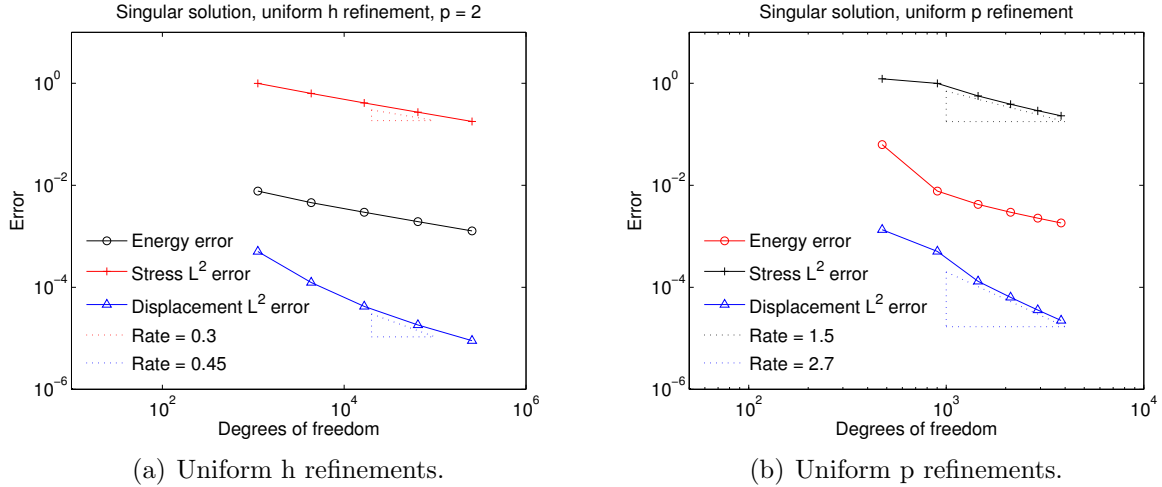 Singular solution, uniform h refinement, p = 2
10^0
10^-2
10^-4
10^-6
Error
Energy error
Stress L^2 error
Displacement L^2 error
Rate = 0.3
Rate = 0.45
10^2
10^4
10^6
Degrees of freedom
(a) Uniform h refinements.
Singular solution, uniform p refinement
10^0
10^-2
10^-4
10^-6
Error
Energy error
Stress L^2 error
Displacement L^2 error
Rate = 1.5
Rate = 2.7
10^2
10^3
10^4
Degrees of freedom
(b) Uniform p refinements.